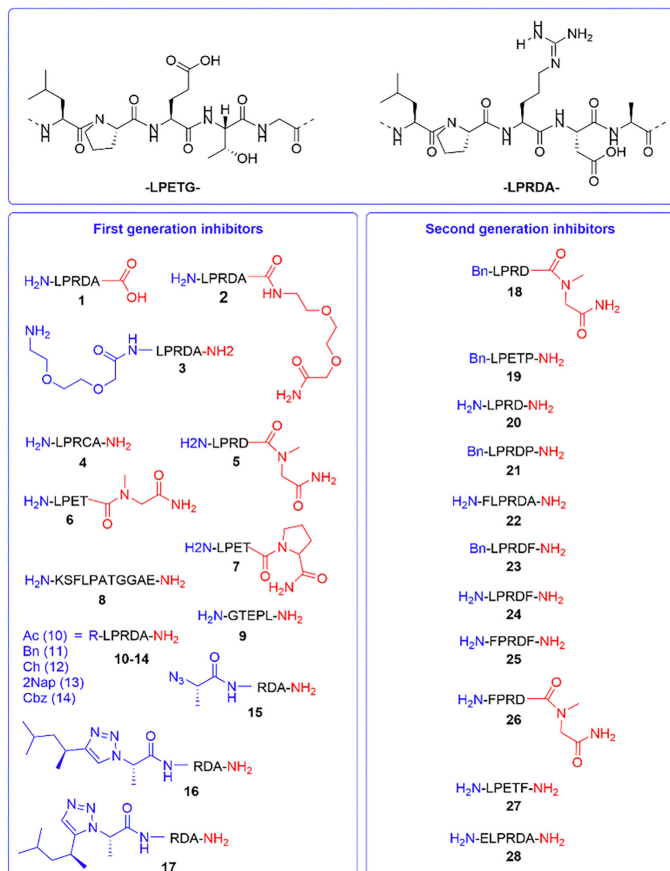 -LPETG-
-LPRDA-
First generation inhibitors
H₂N-LPRDA
1
H₂N-LPRDA
2
LPRDA-NH2
3
H₂N-LPRCA-NH₂
4
H2N-LPRD
5
H₂N-LPET
6
H2N-LPET
7
H₂N-KSFLPATGGAE-NH₂
8
H₂N-GTEPL-NH₂
9
Ac (10) = R-LPRDA-NH₂
Bn (11) 10-14
Ch (12)
2Nap (13)
Cbz (14)
N₃
RDA-NH₂
15
RDA-NH₂
16
RDA-NH₂
17
Second generation inhibitors
Bn-LPRD
18
Bn-LPETP-NH₂
19
H₂N-LPRD-NH₂
20
Bn-LPRDP-NH₂
21
H₂N-FLPRDA-NH₂
22
Bn-LPRDF-NH₂
23
H₂N-LPRDF-NH₂
24
H₂N-FPRDF-NH₂
25
H₂N-FPRD
26
H₂N-LPETF-NH₂
27
H₂N-ELPRDA-NH₂
28